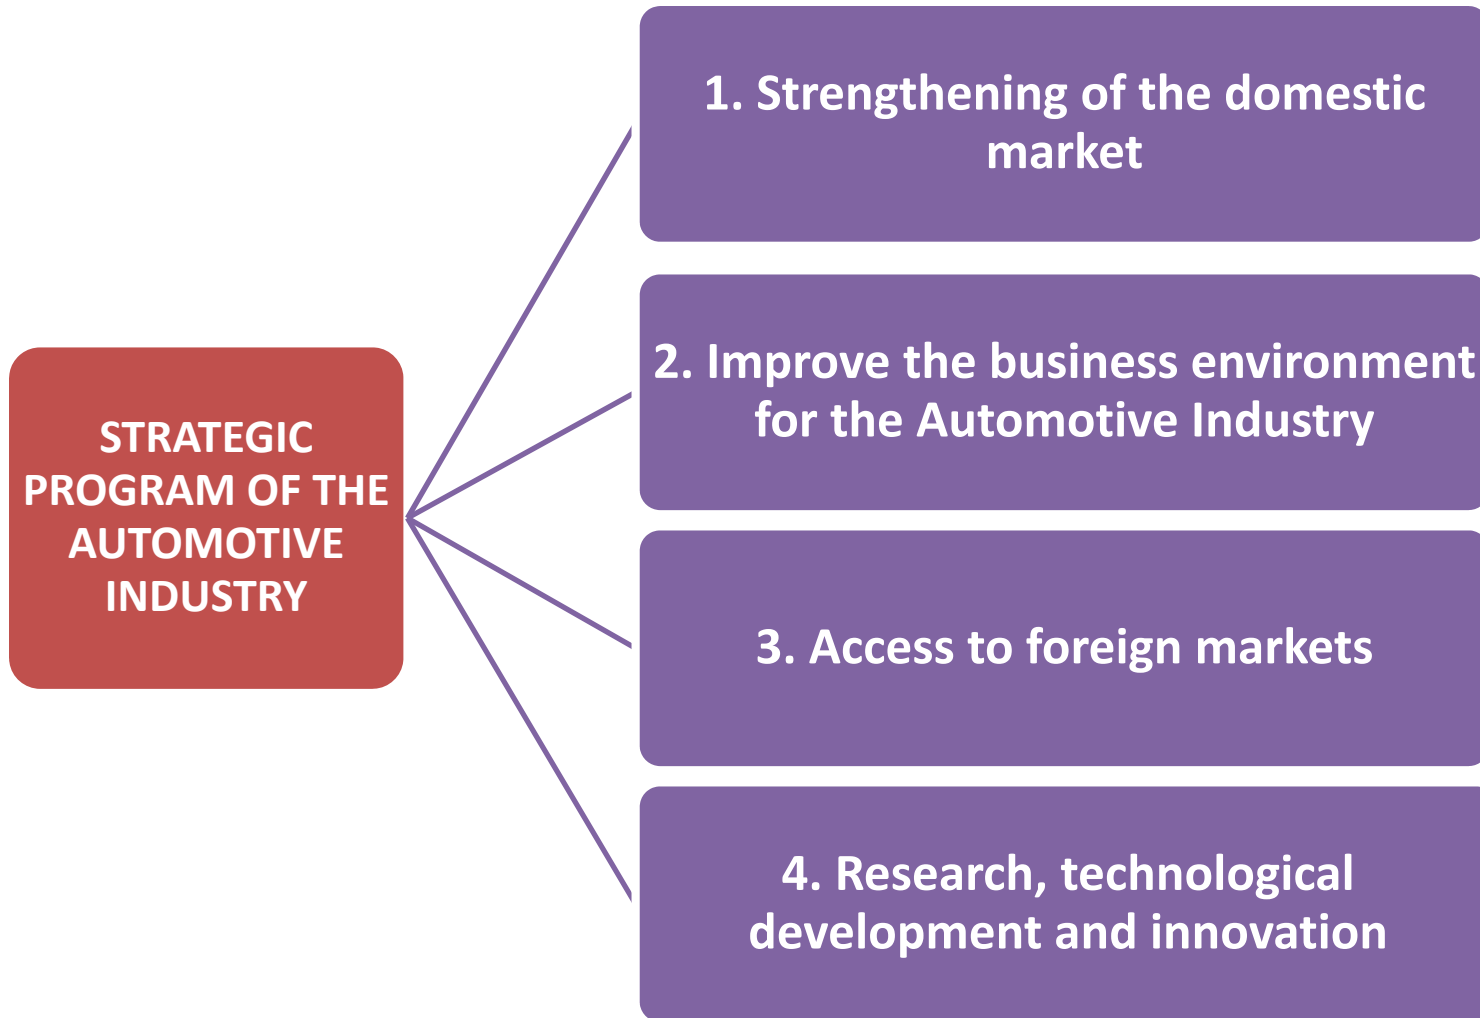 1. Strengthening of the domestic
market
2. Improve the business environment
for the Automotive Industry
STRATEGIC
PROGRAM OF THE
AUTOMOTIVE
INDUSTRY
3. Access to foreign markets
4. Research, technological
development and innovation